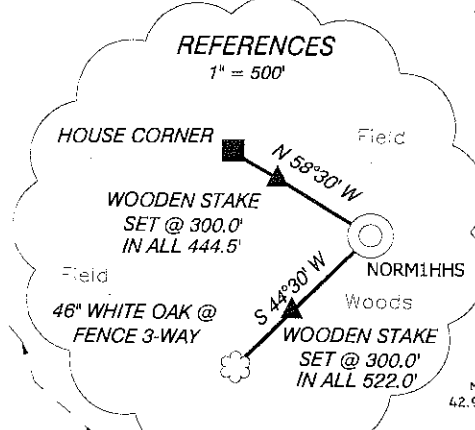 REFERENCES
1" = 500'
HOUSE CORNER
Field
N 58°30' W
WOODEN STAKE
SET @ 300.0'
IN ALL 444.5'
NORM1HHS
Field
S 44°30' W
Woods
46" WHITE OAK @
FENCE 3-WAY
WOODEN STAKE
SET @ 300.0'
IN ALL 522.0'